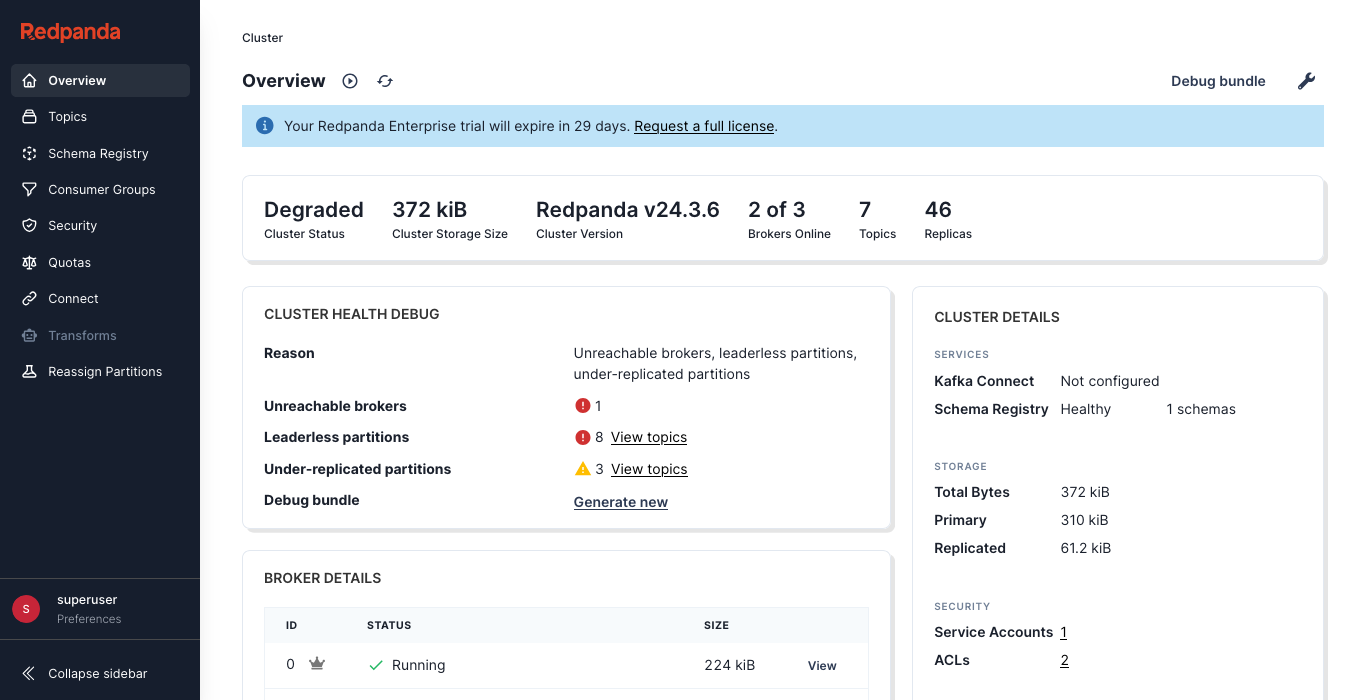 Redpanda
Overview
Topics
Schema Registry
Consumer Groups
Security
Quotas
Connect
Transforms
Reassign Partitions
S
superuser
Preferences
Collapse sidebar
Cluster
Overview
Debug bundle
Your Redpanda Enterprise trial will expire in 29 days. Request a full license.
Degraded 372 kiB Redpanda v24.3.6 2 of 3 7 46
Cluster Status Cluster Storage Size Cluster Version Brokers Online Topics Replicas
CLUSTER HEALTH DEBUG
Reason Unreachable brokers, leaderless partitions,
under-replicated partitions
Unreachable brokers 1
Leaderless partitions 8 View topics
Under-replicated partitions 3 View topics
Debug bundle Generate new
BROKER DETAILS
ID STATUS SIZE
0 Running 224 kiB View
CLUSTER DETAILS
SERVICES
Kafka Connect Not configured
Schema Registry Healthy 1 schemas
STORAGE
Total Bytes 372 kiB
Primary 310 kiB
Replicated 61.2 kiB
SECURITY
Service Accounts 1
ACLs 2